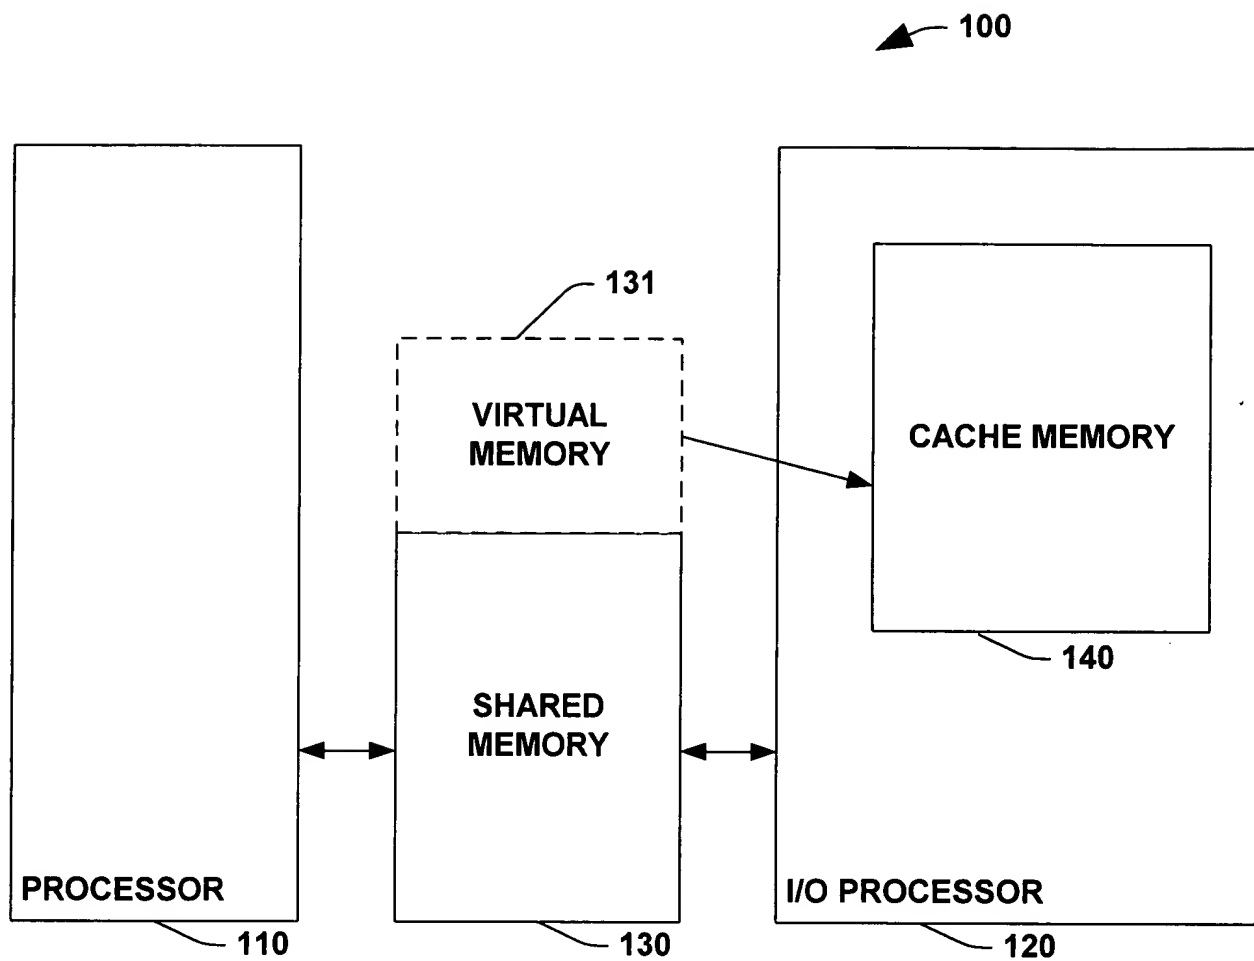 100
131
VIRTUAL
MEMORY
CACHE MEMORY
140
SHARED
MEMORY
PROCESSOR
I/O PROCESSOR
110
130
120